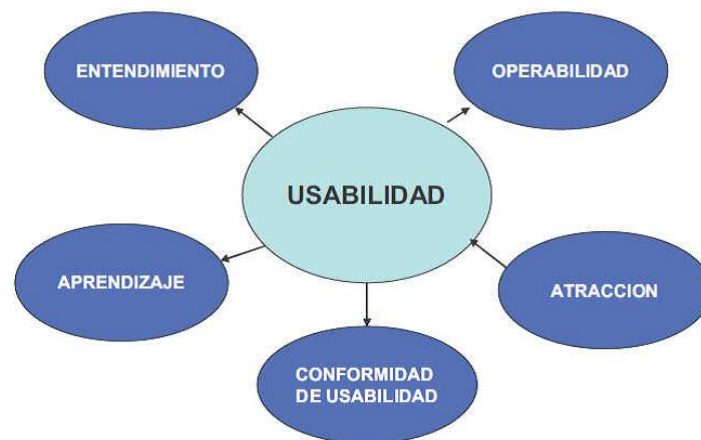 ENTENDIMIENTO
OPERABILIDAD
USABILIDAD
APRENDIZAJE
ATRACCION
CONFORMIDAD
DE USABILIDAD